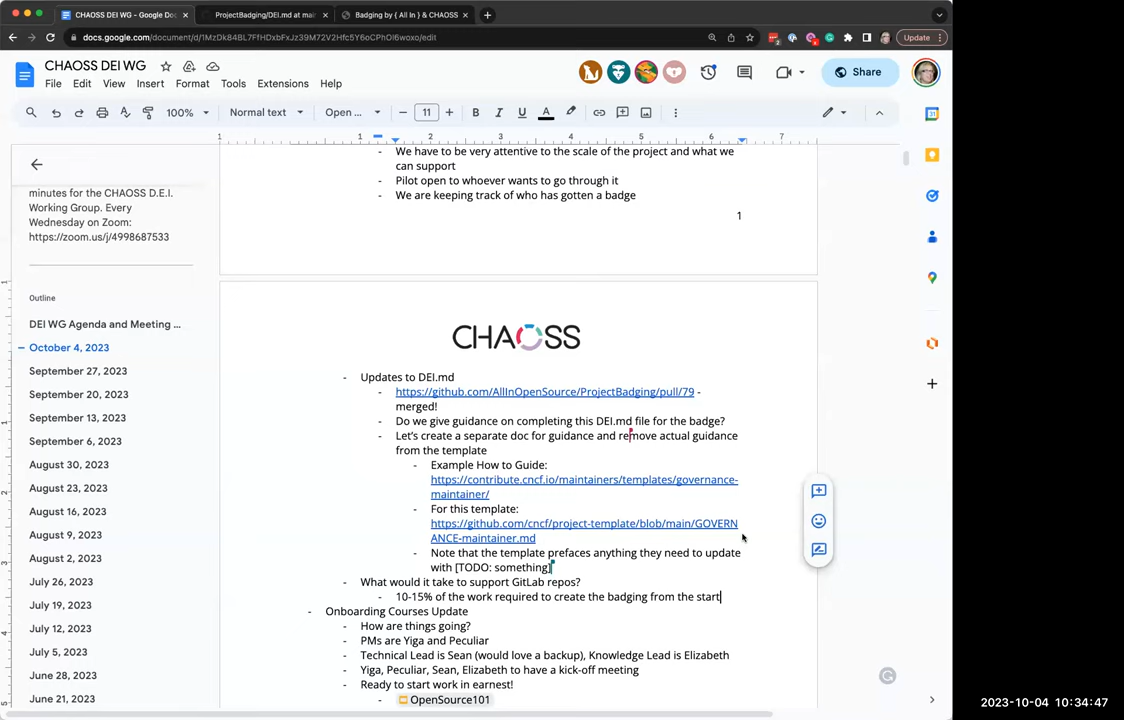 CHAOSS DEI WG - Google Doc
ProjectBadging/DEI.md at mai
Badging by { All In } & CHAOSS
docs.google.com/document/d/1MzDk84BL7FfHDxbFxJz39M72V2Hfc5Y6oCPhOl6woxo/edit
Update
CHAOSS DEI WG
File Edit View Insert Format Tools Extensions Help
Share
100% Normal text Open ... 11 B I U A
1 1 2 3 4 5 6 7
minutes for the CHAOSS D.E.I.
Working Group. Every
Wednesday on Zoom:
https://zoom.us/j/4998687533
Outline
DEI WG Agenda and Meeting ...
October 4, 2023
September 27, 2023
September 20, 2023
September 13, 2023
September 6, 2023
August 30, 2023
August 23, 2023
August 16, 2023
August 9, 2023
August 2, 2023
July 26, 2023
July 19, 2023
July 12, 2023
July 5, 2023
June 28, 2023
June 21, 2023
- We have to be very attentive to the scale of the project and what we
can support
- Pilot open to whoever wants to go through it
- We are keeping track of who has gotten a badge
1
CHAOSS
- Updates to DEI.md
- https://github.com/AllInOpenSource/ProjectBadging/pull/79 -
merged!
- Do we give guidance on completing this DEI.md file for the badge?
- Let's create a separate doc for guidance and remove actual guidance
from the template
- Example How to Guide:
https://contribute.cncf.io/maintainers/templates/governance-
maintainer/
- For this template:
https://github.com/cncf/project-template/blob/main/GOVERN
ANCE-maintainer.md
- Note that the template prefaces anything they need to update
with [TODO: something]
- What would it take to support GitLab repos?
- 10-15% of the work required to create the badging from the start
- Onboarding Courses Update
- How are things going?
- PMs are Yiga and Peculiar
- Technical Lead is Sean (would love a backup), Knowledge Lead is Elizabeth
- Yiga, Peculiar, Sean, Elizabeth to have a kick-off meeting
- Ready to start work in earnest!
- OpenSource101
2023-10-04 10:34:47